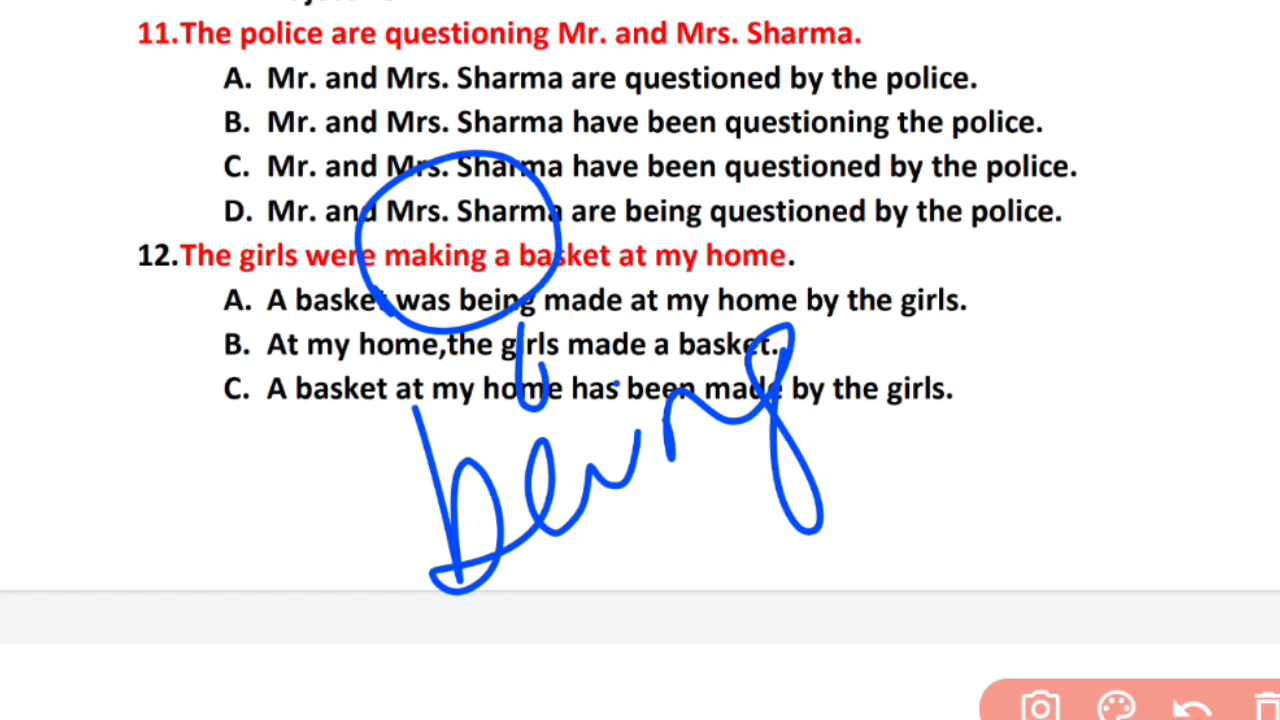 11.The police are questioning Mr. and Mrs. Sharma.
A. Mr. and Mrs. Sharma are questioned by the police.
B. Mr. and Mrs. Sharma have been questioning the police.
C. Mr. and Mrs. Sharma have been questioned by the police.
D. Mr. and Mrs. Sharma are being questioned by the police.
12.The girls were making a basket at my home.
A. A basket was being made at my home by the girls.
B. At my home,the girls made a basket.
C. A basket at my home has been made by the girls.
being